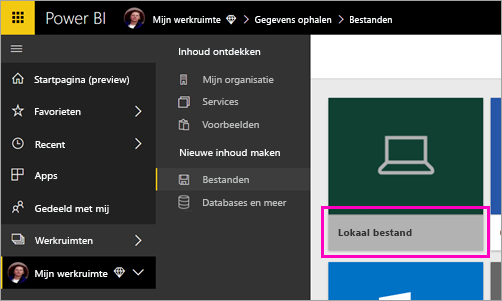 Power BI
Mijn werkruimte > Gegevens ophalen > Bestanden
Startpagina (preview)
Favorieten
Recent
Apps
Gedeeld met mij
Werkruimten
Mijn werkruimte
Inhoud ontdekken
Mijn organisatie
Services
Voorbeelden
Nieuwe inhoud maken
Bestanden
Databases en meer
Lokaal bestand